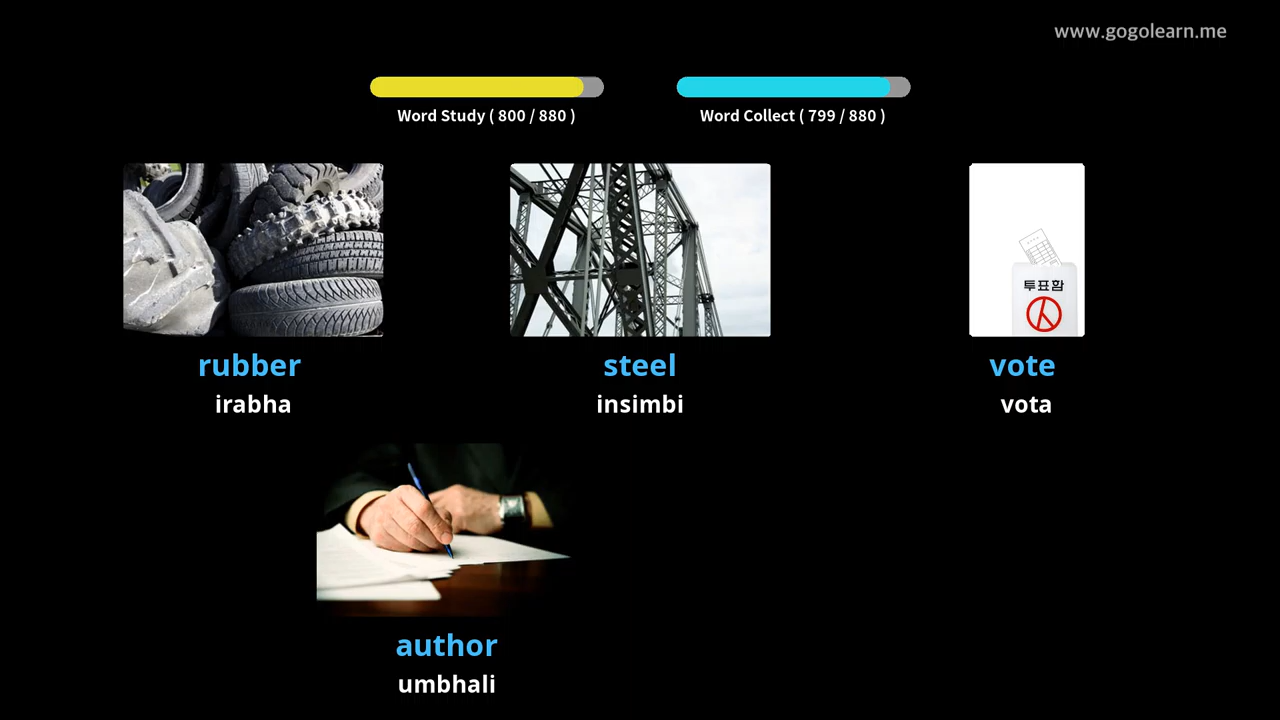 www.gogolearn.me
Word Study ( 800 / 880 )
Word Collect ( 799 / 880 )
투표함
rubber
irabha
steel
insimbi
vote
vota
author
umbhali